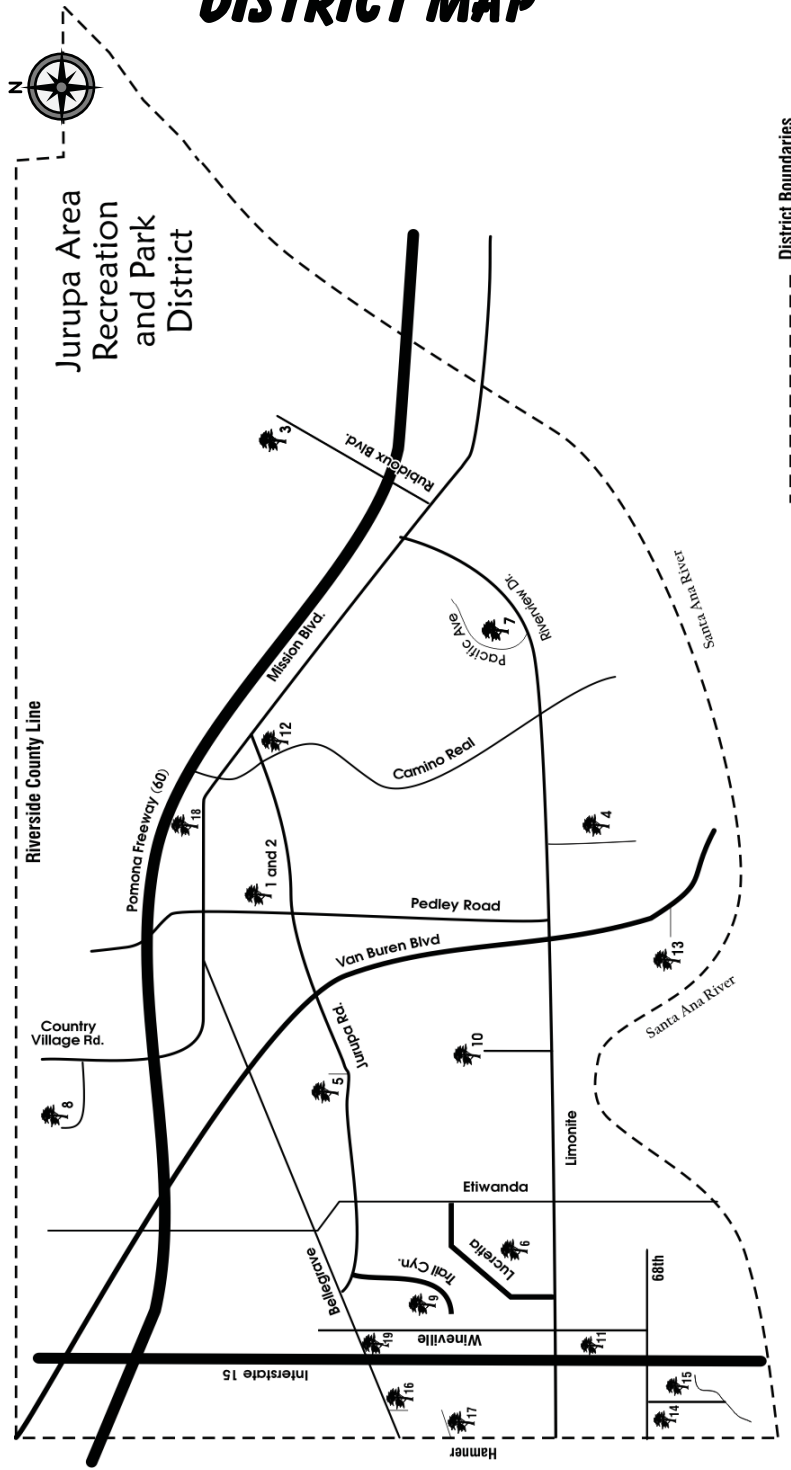 DISTRICT MAP
N
Jurupa Area
Recreation
and Park
District
District Boundaries
Riverside County Line
3
Rubidoux Blvd.
Mission Blvd.
Riverview Dr.
Pacific Ave
7
Santa Ana River
12
Camino Real
Pomona Freeway (60)
18
4
1 and 2
Pedley Road
Van Buren Blvd
13
Santa Ana River
Country
Village Rd.
Jurupa Rd.
10
5
8
Limonite
Etiwanda
Bellegrave
Trail Cyn.
Lucretia
6
9
68th
Wineville
19
11
Interstate 15
16
17
15
14
Hamner